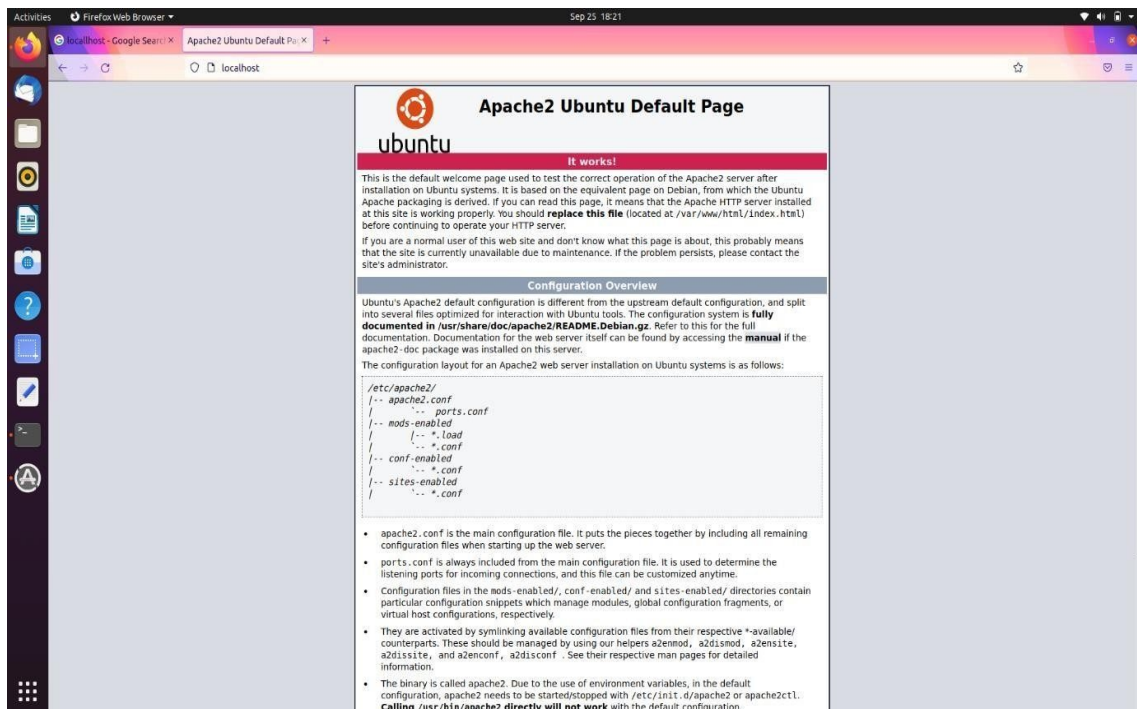 Activities
Firefox Web Browser
Sep 25 18:21
localhost - Google Searc
Apache2 Ubuntu Default Pa
localhost
ubuntu
Apache2 Ubuntu Default Page
It works!
This is the default welcome page used to test the correct operation of the Apache2 server after
installation on Ubuntu systems. It is based on the equivalent page on Debian, from which the Ubuntu
Apache packaging is derived. If you can read this page, it means that the Apache HTTP server installed
at this site is working properly. You should replace this file (located at /var/www/html/index.html)
before continuing to operate your HTTP server.
If you are a normal user of this web site and don't know what this page is about, this probably means
that the site is currently unavailable due to maintenance. If the problem persists, please contact the
site's administrator.
Configuration Overview
Ubuntu's Apache2 default configuration is different from the upstream default configuration, and split
into several files optimized for interaction with Ubuntu tools. The configuration system is fully
documented in /usr/share/doc/apache2/README.Debian.gz. Refer to this for the full
documentation. Documentation for the web server itself can be found by accessing the manual if the
apache2-doc package was installed on this server.
The configuration layout for an Apache2 web server installation on Ubuntu systems is as follows:
/etc/apache2/
|-- apache2.conf
|       `--  ports.conf
|-- mods-enabled
|       |-- *.load
|       `-- *.conf
|-- conf-enabled
|       `-- *.conf
|-- sites-enabled
|       `-- *.conf
• apache2.conf is the main configuration file. It puts the pieces together by including all remaining
configuration files when starting up the web server.
• ports.conf is always included from the main configuration file. It is used to determine the
listening ports for incoming connections, and this file can be customized anytime.
• Configuration files in the mods-enabled/, conf-enabled/ and sites-enabled/ directories contain
particular configuration snippets which manage modules, global configuration fragments, or
virtual host configurations, respectively.
• They are activated by symlinking available configuration files from their respective *-available/
counterparts. These should be managed by using our helpers a2enmod, a2dismod, a2ensite,
a2dissite, and a2enconf, a2disconf . See their respective man pages for detailed
information.
• The binary is called apache2. Due to the use of environment variables, in the default
configuration, apache2 needs to be started/stopped with /etc/init.d/apache2 or apache2ctl.
Calling /usr/bin/apache2 directly will not work with the default configuration.